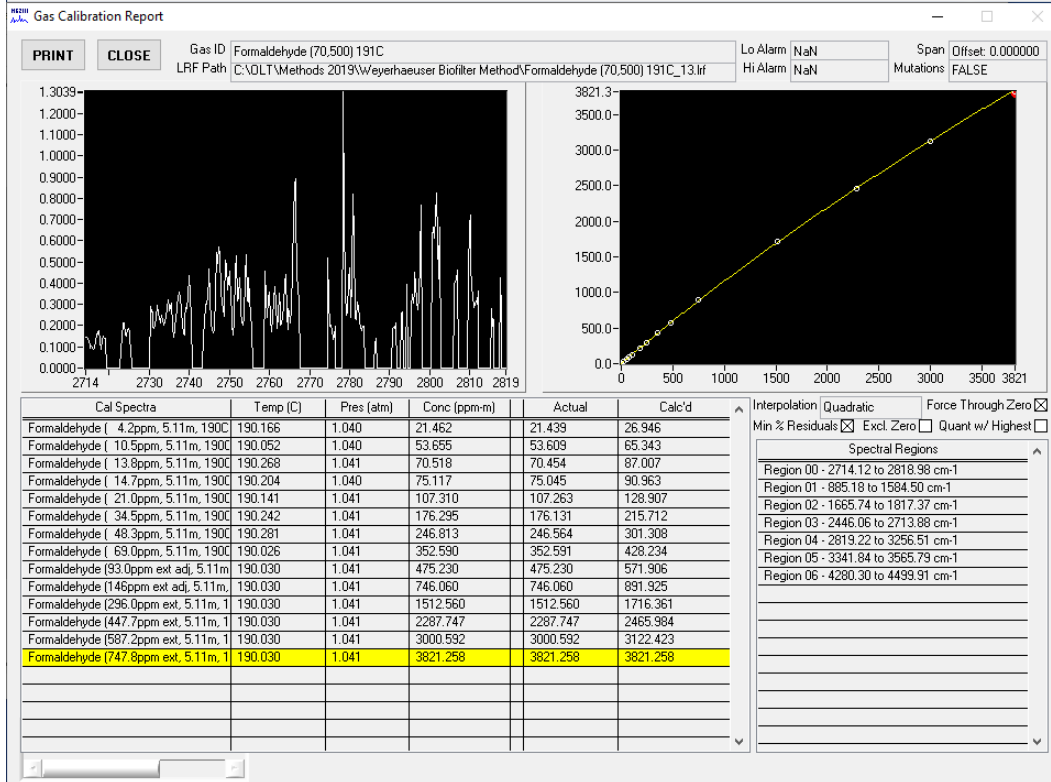 MG2000
Gas Calibration Report
PRINT
CLOSE
Gas ID Formaldehyde (70,500) 191C
LRF Path C:\OLT\Methods 2019\Weyerhaeuser Biofilter Method\Formaldehyde (70,500) 191C_13.lrf
Lo Alarm NaN
Hi Alarm NaN
Span Offset: 0.000000
Mutations FALSE
1.3039
1.2000
1.1000
1.0000
0.9000
0.8000
0.7000
0.6000
0.5000
0.4000
0.3000
0.2000
0.1000
0.0000
2714 2730 2740 2750 2760 2770 2780 2790 2800 2810 2819
3821.3
3500.0
3000.0
2500.0
2000.0
1500.0
1000.0
500.0
0.0
0 500 1000 1500 2000 2500 3000 3500 3821
Cal Spectra Temp (C) Pres (atm) Conc (ppm-m) Actual Calc'd
Formaldehyde ( 4.2ppm, 5.11m, 190C 190.166 1.040 21.462 21.439 26.946
Formaldehyde ( 10.5ppm, 5.11m, 190C 190.052 1.040 53.655 53.609 65.343
Formaldehyde ( 13.8ppm, 5.11m, 190C 190.268 1.041 70.518 70.454 87.007
Formaldehyde ( 14.7ppm, 5.11m, 190C 190.204 1.040 75.117 75.045 90.963
Formaldehyde ( 21.0ppm, 5.11m, 190C 190.141 1.041 107.310 107.263 128.907
Formaldehyde ( 34.5ppm, 5.11m, 190C 190.242 1.041 176.295 176.131 215.712
Formaldehyde ( 48.3ppm, 5.11m, 190C 190.281 1.041 246.813 246.564 301.308
Formaldehyde ( 69.0ppm, 5.11m, 190C 190.026 1.041 352.590 352.591 428.234
Formaldehyde (93.0ppm ext adj, 5.11m 190.030 1.041 475.230 475.230 571.906
Formaldehyde (146ppm ext adj, 5.11m, 190.030 1.041 746.060 746.060 891.925
Formaldehyde (296.0ppm ext, 5.11m, 1 190.030 1.041 1512.560 1512.560 1716.361
Formaldehyde (447.7ppm ext, 5.11m, 1 190.030 1.041 2287.747 2287.747 2465.984
Formaldehyde (587.2ppm ext, 5.11m, 1 190.030 1.041 3000.592 3000.592 3122.423
Formaldehyde (747.8ppm ext, 5.11m, 1 190.030 1.041 3821.258 3821.258 3821.258
Interpolation Quadratic Force Through Zero
Min % Residuals Excl. Zero Quant w/ Highest
Spectral Regions
Region 00 - 2714.12 to 2818.98 cm-1
Region 01 - 885.18 to 1584.50 cm-1
Region 02 - 1665.74 to 1817.37 cm-1
Region 03 - 2446.06 to 2713.88 cm-1
Region 04 - 2819.22 to 3256.51 cm-1
Region 05 - 3341.84 to 3565.79 cm-1
Region 06 - 4280.30 to 4499.91 cm-1